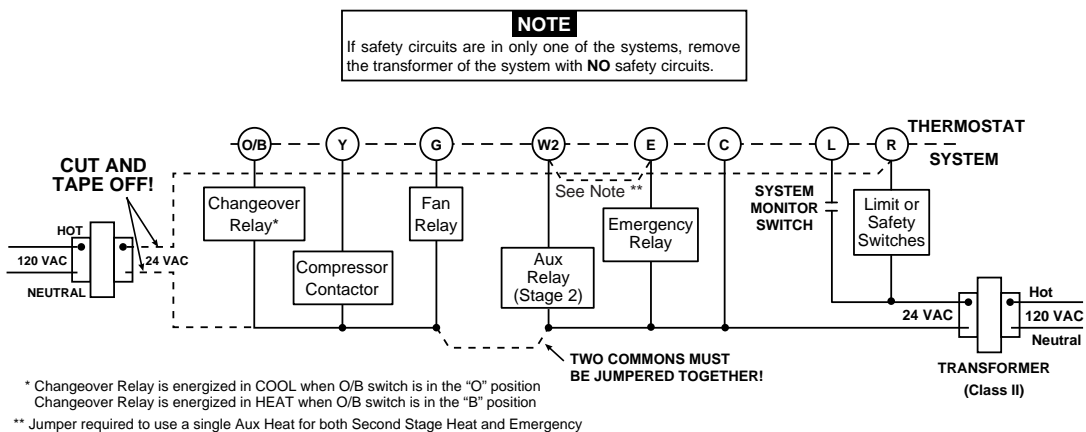 NOTE
If safety circuits are in only one of the systems, remove
the transformer of the system with NO safety circuits.
O/B
Y
G
W2
E
C
L
R
THERMOSTAT
SYSTEM
CUT AND
TAPE OFF!
See Note **
Changeover
Relay*
Fan
Relay
SYSTEM
MONITOR
SWITCH
Limit or
Safety
Switches
Emergency
Relay
HOT
120 VAC
24 VAC
NEUTRAL
Compressor
Contactor
Aux
Relay
(Stage 2)
24 VAC
Hot
120 VAC
Neutral
TWO COMMONS MUST
BE JUMPERED TOGETHER!
TRANSFORMER
(Class II)
* Changeover Relay is energized in COOL when O/B switch is in the “O” position
Changeover Relay is energized in HEAT when O/B switch is in the “B” position
** Jumper required to use a single Aux Heat for both Second Stage Heat and Emergency